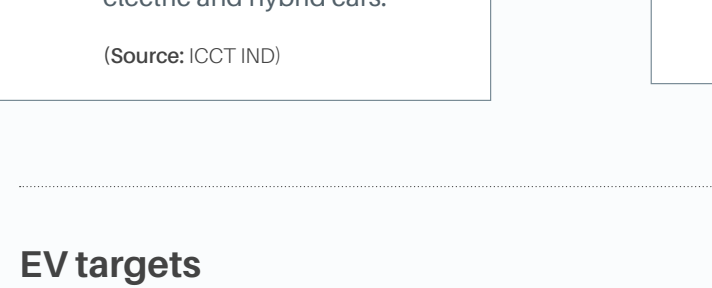 electric and hybrid cars.
(Source: ICCT IND)
EV targets